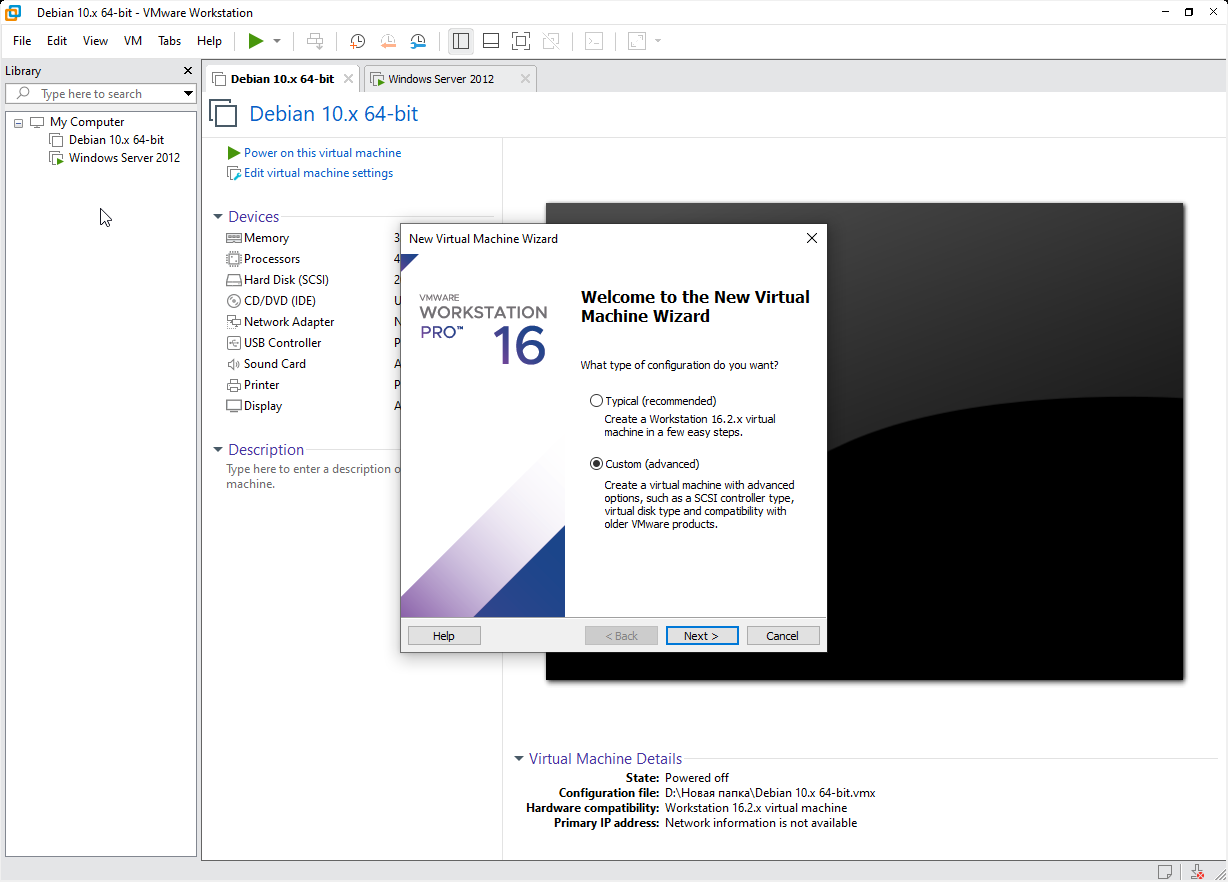 Debian 10.x 64-bit - VMware Workstation
File Edit View VM Tabs Help
Library
Type here to search
My Computer
Debian 10.x 64-bit
Windows Server 2012
Debian 10.x 64-bit
Windows Server 2012
Debian 10.x 64-bit
Power on this virtual machine
Edit virtual machine settings
Devices
Memory 3
Processors 4
Hard Disk (SCSI) 2
CD/DVD (IDE) U
Network Adapter N
USB Controller P
Sound Card A
Printer P
Display A
Description
Type here to enter a description o
machine.
New Virtual Machine Wizard
VMWARE
WORKSTATION
PRO™ 16
Welcome to the New Virtual
Machine Wizard
What type of configuration do you want?
Typical (recommended)
Create a Workstation 16.2.x virtual
machine in a few easy steps.
Custom (advanced)
Create a virtual machine with advanced
options, such as a SCSI controller type,
virtual disk type and compatibility with
older VMware products.
Help < Back Next > Cancel
Virtual Machine Details
State: Powered off
Configuration file: D:\Новая папка\Debian 10.x 64-bit.vmx
Hardware compatibility: Workstation 16.2.x virtual machine
Primary IP address: Network information is not available